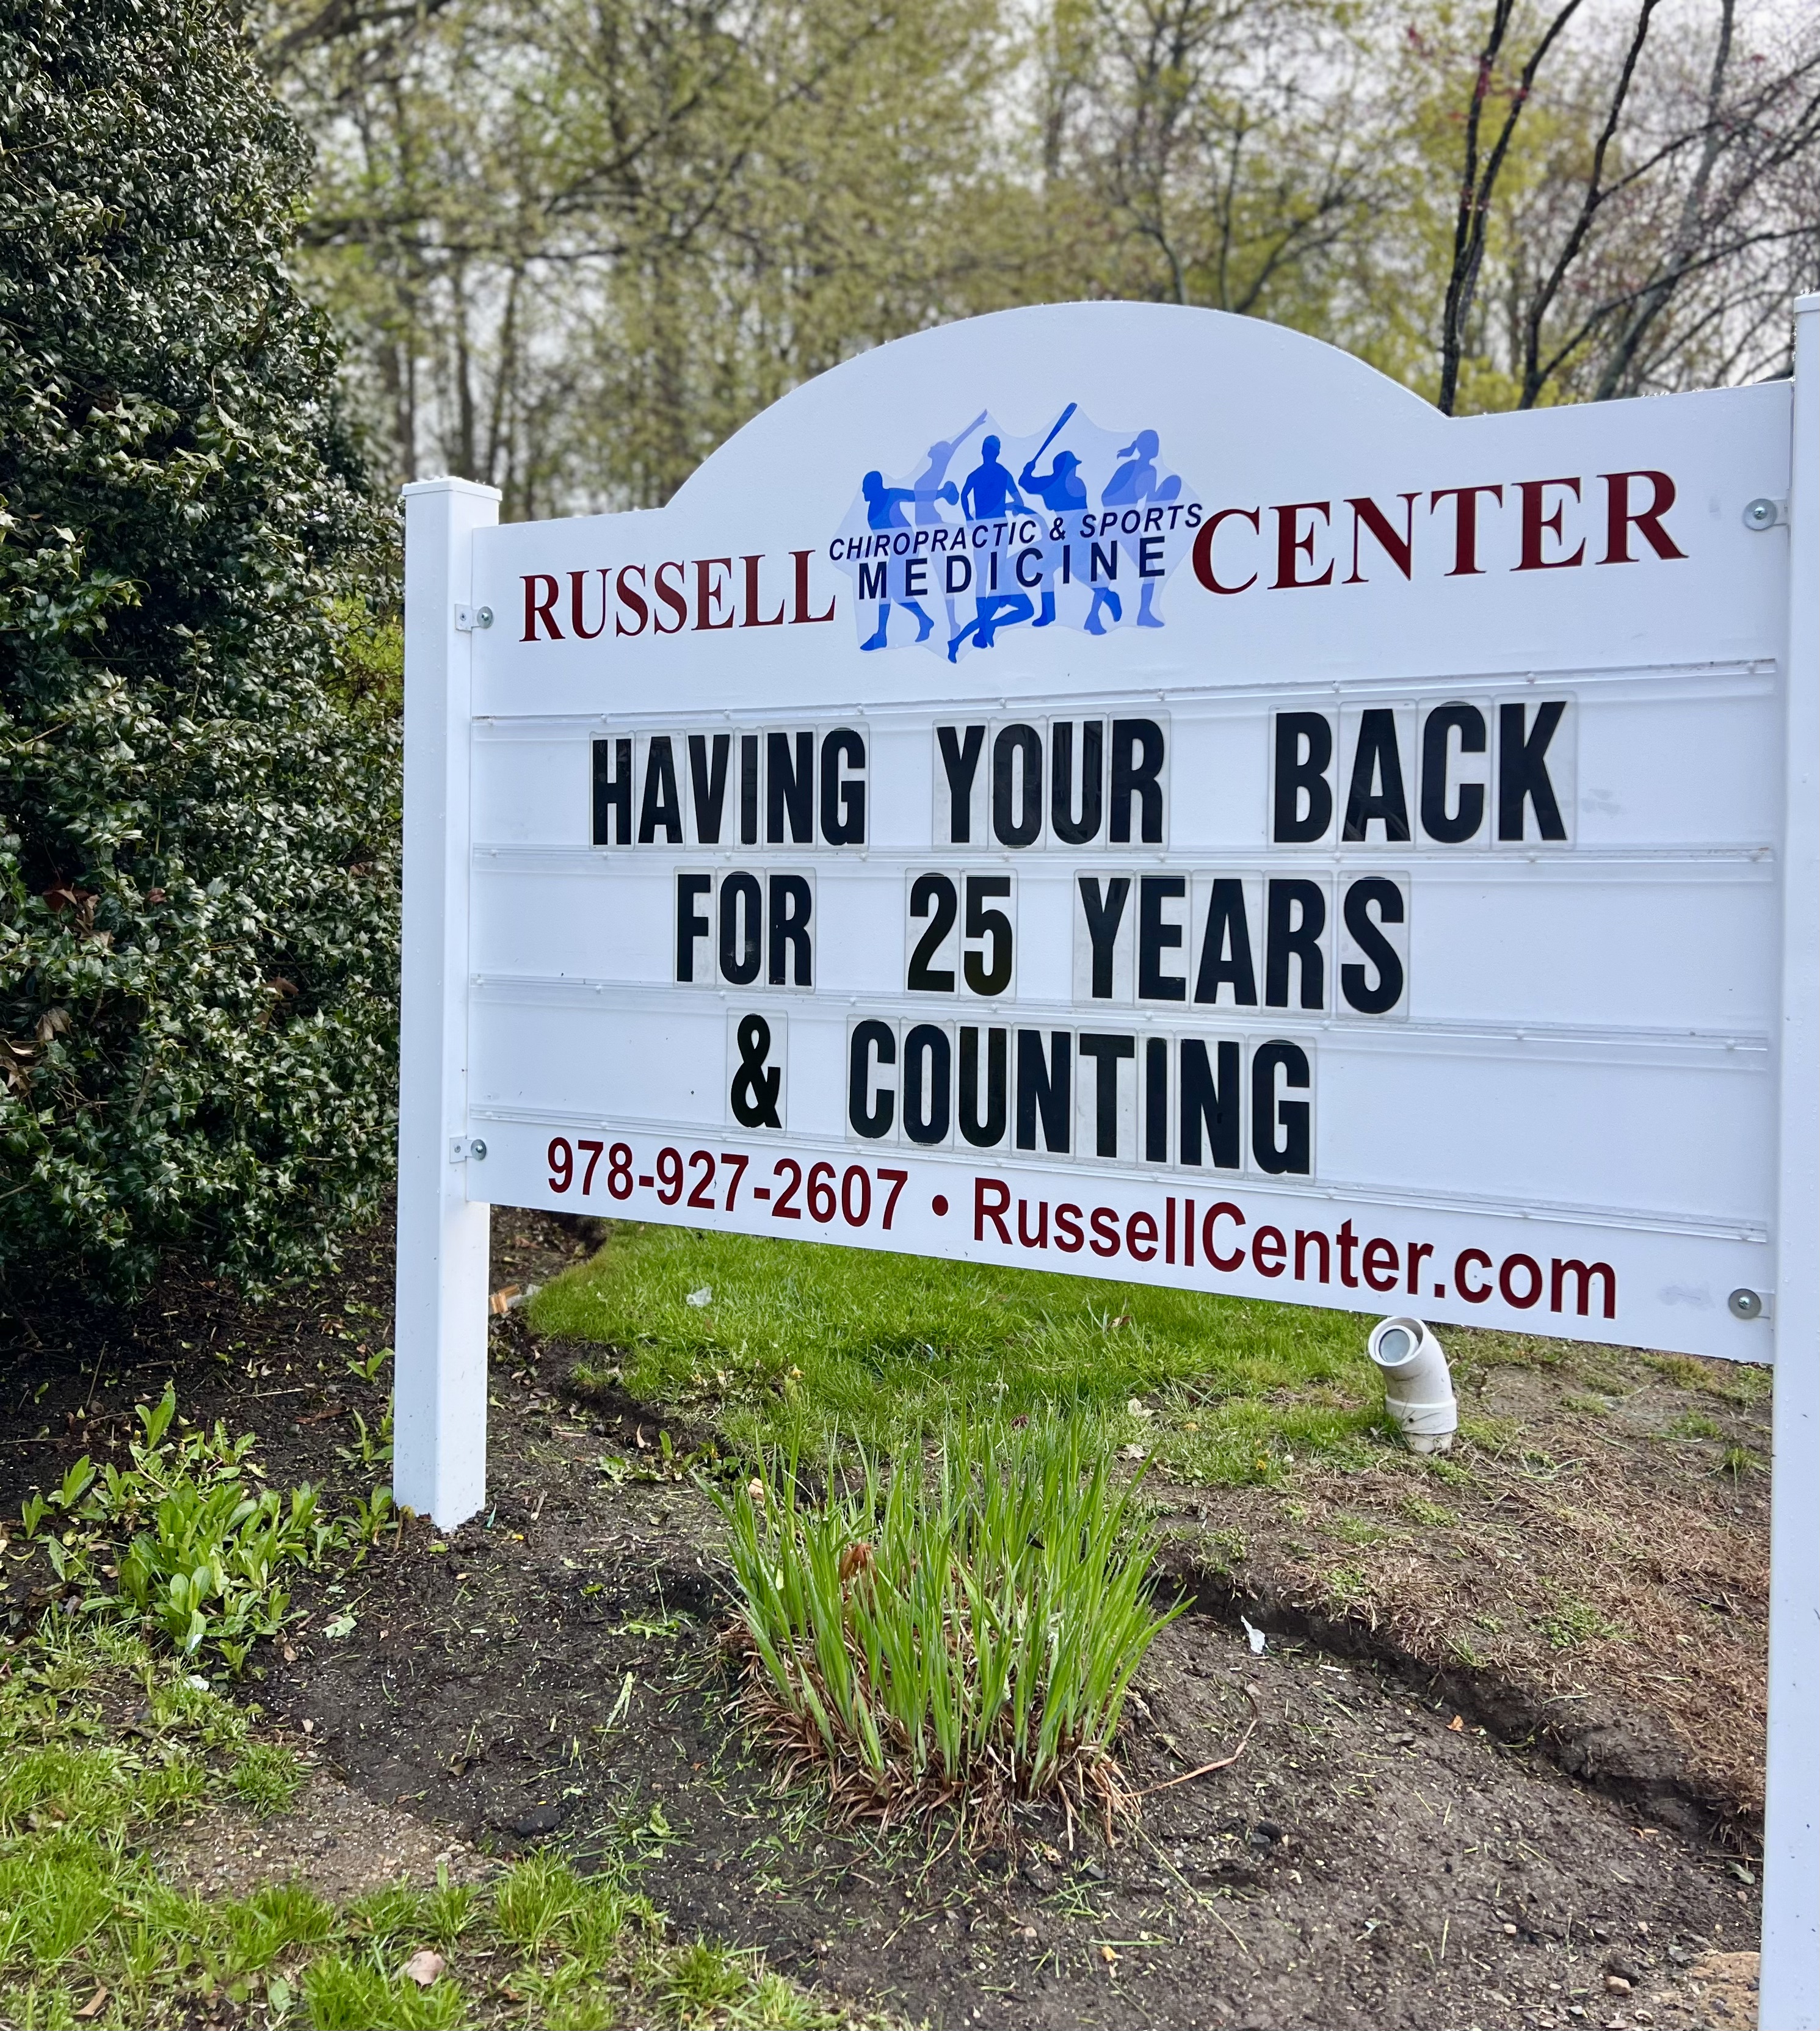 RUSSELL CHIROPRACTIC & SPORTS MEDICINE CENTER
HAVING YOUR BACK
FOR 25 YEARS
& COUNTING
978-927-2607 • RussellCenter.com